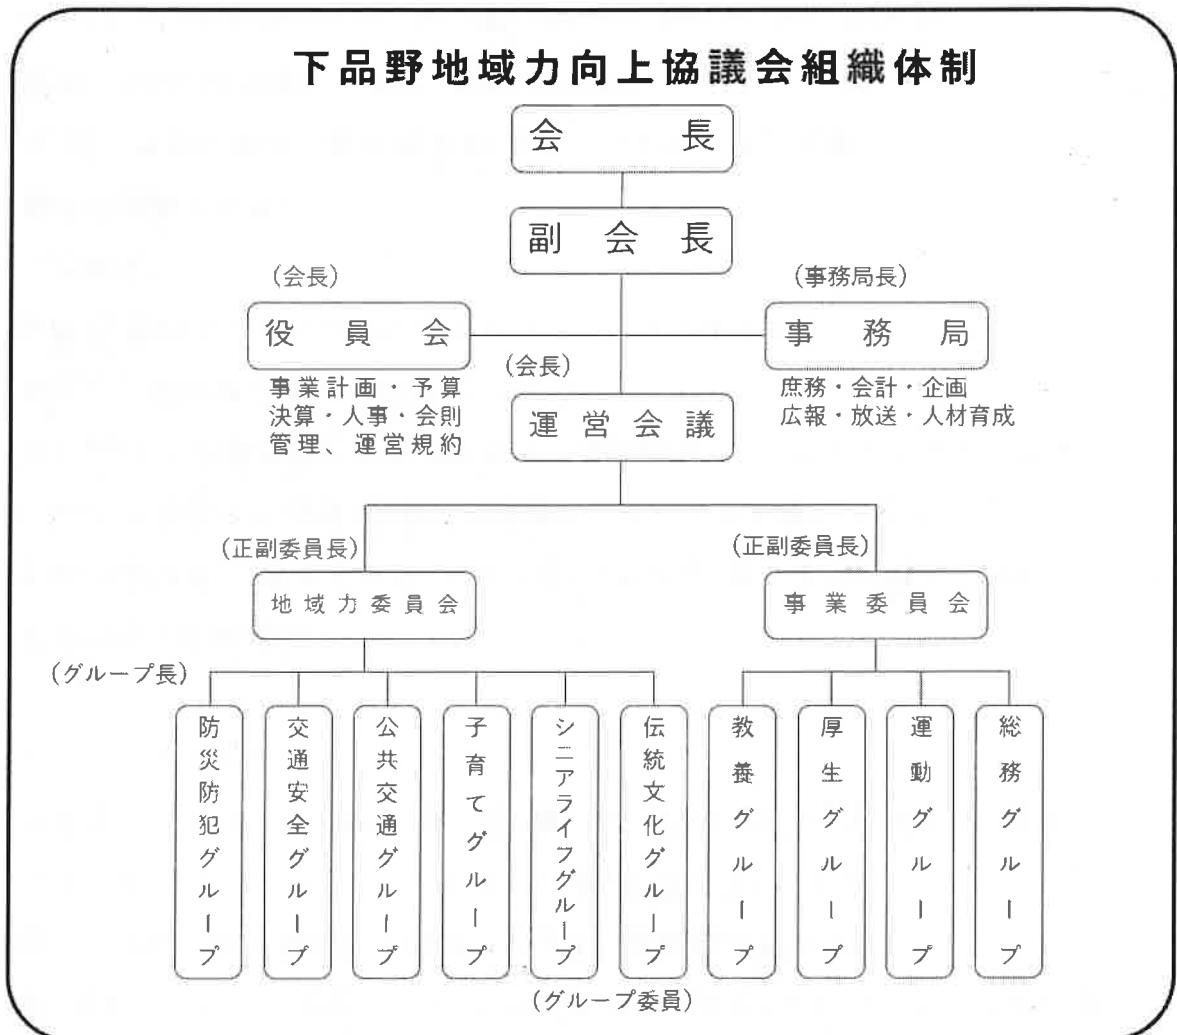 下品野地域力向上協議会組織体制
会長
副会長
(会長)
役員会
事業計画・予算
決算・人事・会則
管理、運営規約
(事務局長)
事務局
庶務・会計・企画
広報・放送・人材育成
(会長)
運営会議
(正副委員長)
地域力委員会
(正副委員長)
事業委員会
(グループ長)
防災防犯グループ
交通安全グループ
公共交通グループ
子育てグループ
シニアライフグループ
伝統文化グループ
教養グループ
厚生グループ
運動グループ
総務グループ
(グループ委員)